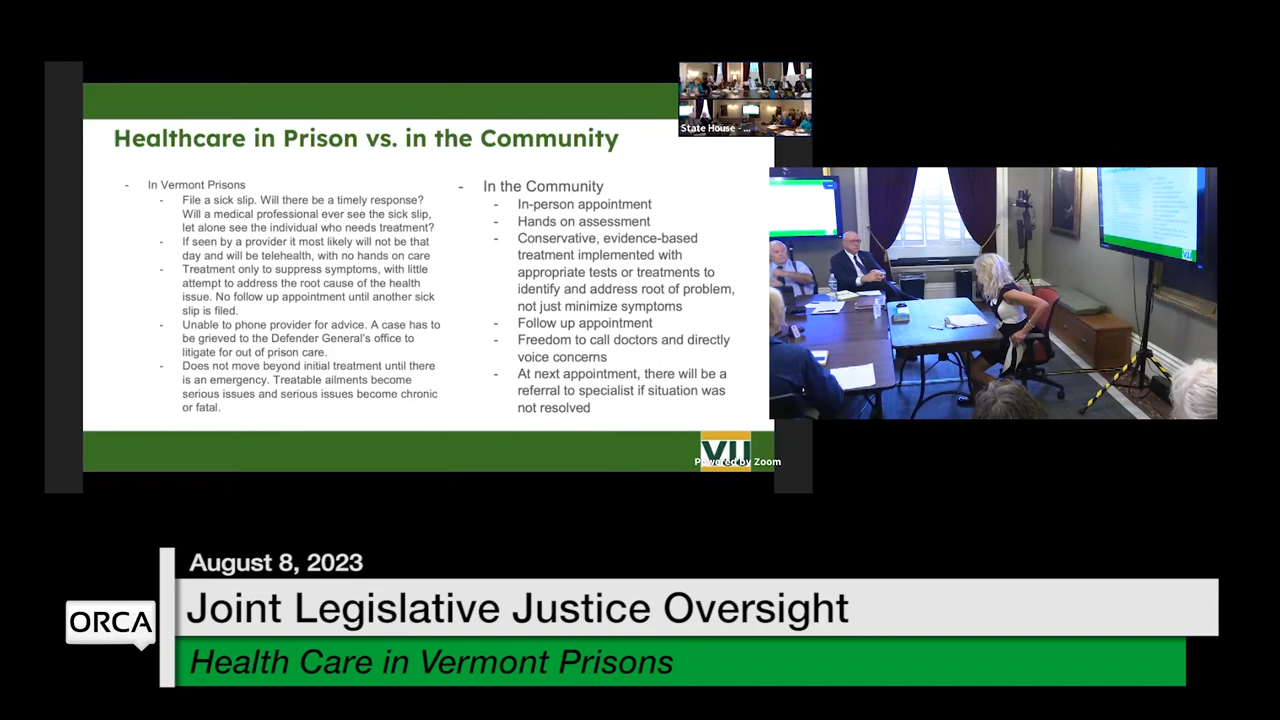 Healthcare in Prison vs. in the Community
State House - ...
- In Vermont Prisons
- File a sick slip. Will there be a timely response?
Will a medical professional ever see the sick slip,
let alone see the individual who needs treatment?
- If seen by a provider it most likely will not be that
day and will be telehealth, with no hands on care
- Treatment only to suppress symptoms, with little
attempt to address the root cause of the health
issue. No follow up appointment until another sick
slip is filed.
- Unable to phone provider for advice. A case has to
be grieved to the Defender General's office to
litigate for out of prison care.
- Does not move beyond initial treatment until there
is an emergency. Treatable ailments become
serious issues and serious issues become chronic
or fatal.
- In the Community
- In-person appointment
- Hands on assessment
- Conservative, evidence-based
treatment implemented with
appropriate tests or treatments to
identify and address root of problem,
not just minimize symptoms
- Follow up appointment
- Freedom to call doctors and directly
voice concerns
- At next appointment, there will be a
referral to specialist if situation was
not resolved
Powered by Zoom
August 8, 2023
ORCA
Joint Legislative Justice Oversight
Health Care in Vermont Prisons